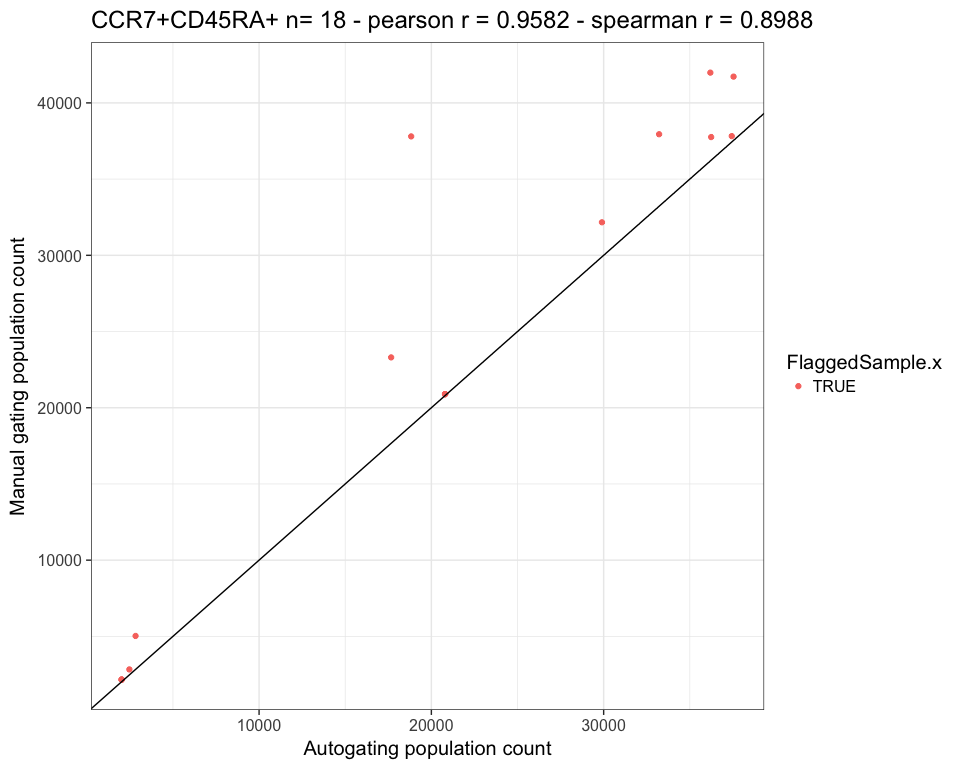 CCR7+CD45RA+ n= 18 - pearson r = 0.9582 - spearman r = 0.8988
40000
30000
20000
10000
Manual gating population count
10000 20000 30000
Autogating population count
FlaggedSample.x
TRUE